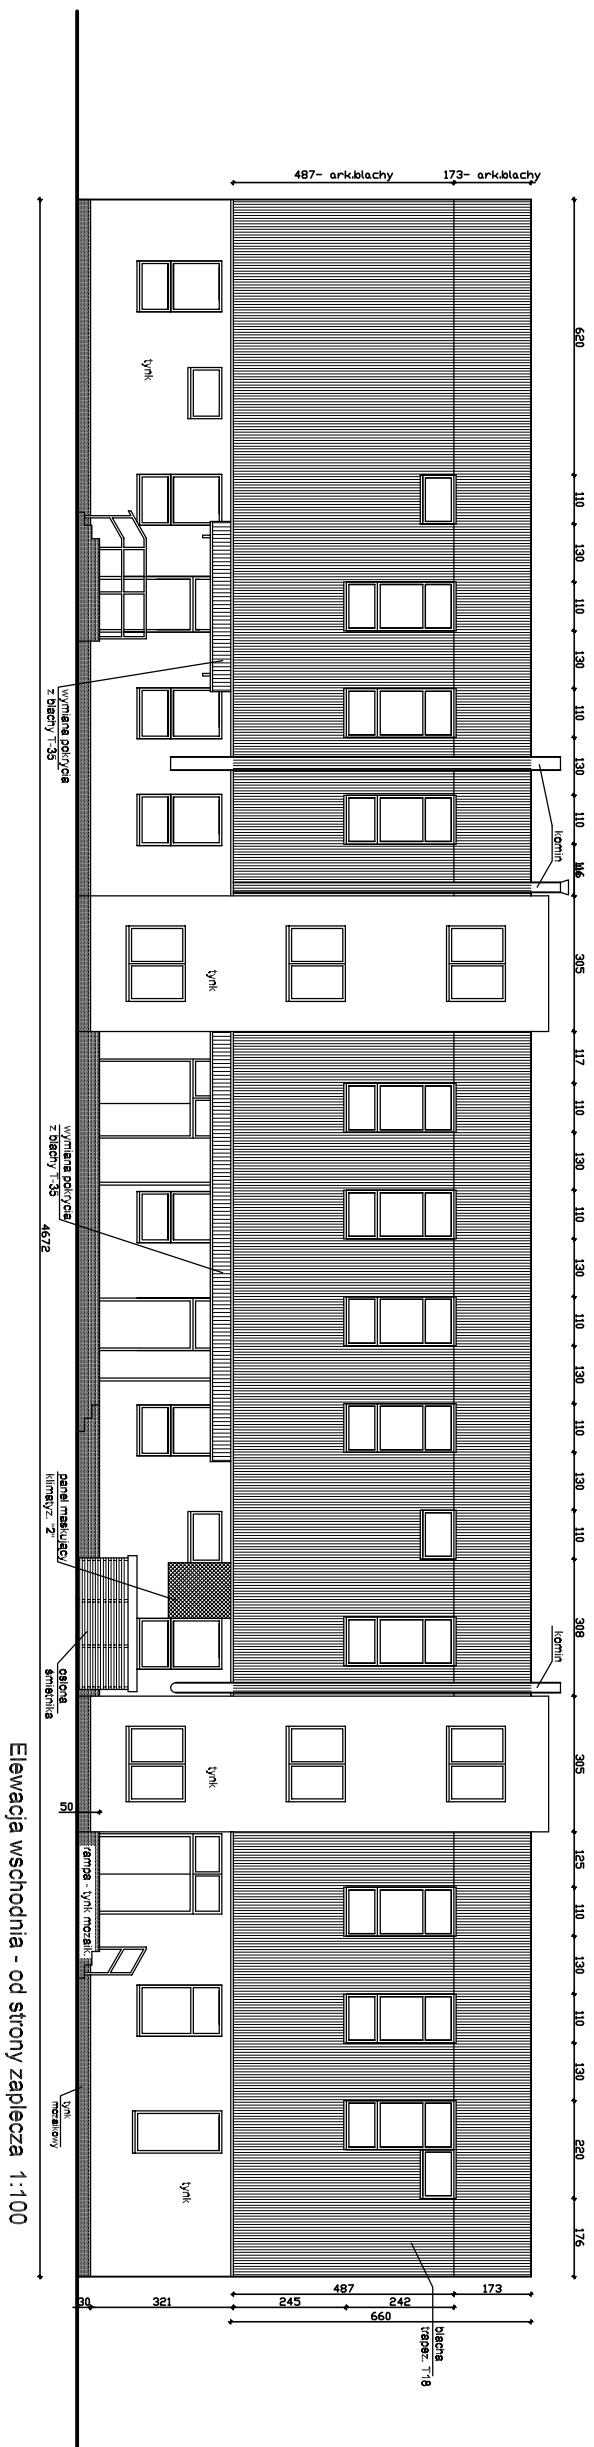 487- ark.blachy
173- ark.blachy
620
110
130
110
130
110
130
110
305
117
110
130
110
130
110
130
110
130
110
308
305
125
110
130
110
130
220
176
komin
komin
tynk
tynk
tynk
tynk
wymiana pokrycia
z blachy T-35
wymiana pokrycia
z blachy T-35
4672
panel maskujący
klimatyz. "2"
osłona
śmietnika
50
rampa - tynk mozaik.
tynk
mozaikowy
30
321
487
173
245
242
660
blacha
trapez. T18
Elewacja wschodnia - od strony zaplecza 1:100